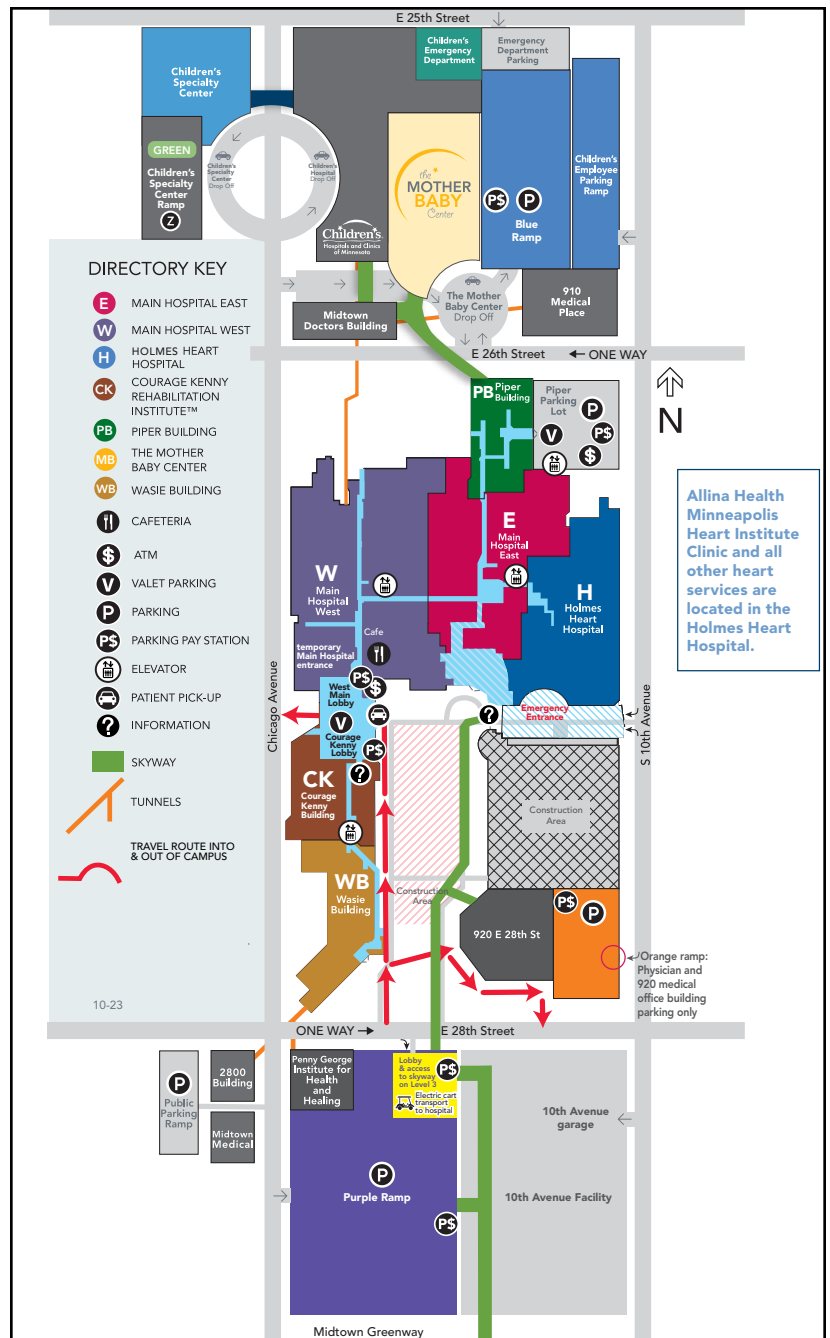 E 25th Street
Children's
Specialty
Center
Children's
Emergency
Department
Emergency
Department
Parking
GREEN
Children's
Specialty
Center
Ramp
Z
Children's
Specialty Center
Drop Off
Children's
Hospital
Drop Off
the
MOTHER
BABY
Center
P$
P
Blue
Ramp
Children's
Employee
Parking
Ramp
Children's
Hospitals and Clinics
of Minnesota
Midtown
Doctors Building
The Mother
Baby Center
Drop Off
910
Medical
Place
E 26th Street
ONE WAY
N
DIRECTORY KEY
E MAIN HOSPITAL EAST
W MAIN HOSPITAL WEST
H HOLMES HEART
HOSPITAL
CK COURAGE KENNY
REHABILITATION
INSTITUTE™
PB PIPER BUILDING
MB THE MOTHER
BABY CENTER
WB WASIE BUILDING
CAFETERIA
$ ATM
V VALET PARKING
P PARKING
P$ PARKING PAY STATION
ELEVATOR
PATIENT PICK-UP
? INFORMATION
SKYWAY
TUNNELS
TRAVEL ROUTE INTO
& OUT OF CAMPUS
10-23
PB Piper
Building
Piper
Parking
Lot
P
V
P$
$
E
Main
Hospital
East
W
Main
Hospital
West
H
Holmes
Heart
Hospital
Allina Health
Minneapolis
Heart Institute
Clinic and all
other heart
services are
located in the
Holmes Heart
Hospital.
Cafe
temporary
Main Hospital
entrance
P$
$
West
Main
Lobby
V
Courage
Kenny
Lobby
P$
?
?
Emergency
Entrance
Chicago Avenue
S 10th Avenue
CK
Courage
Kenny
Building
Construction
Area
WB
Wasie
Building
Construction
Area
920 E 28th St
P$
P
Orange ramp:
Physician and
920 medical
office building
parking only
ONE WAY
E 28th Street
P
Public
Parking
Ramp
2800
Building
Midtown
Medical
Penny George
Institute for
Health
and
Healing
Lobby
& access
to skyway
on Level 3
P$
Electric cart
transport
to hospital
10th Avenue
garage
P
Purple Ramp
P$
10th Avenue Facility
Midtown Greenway